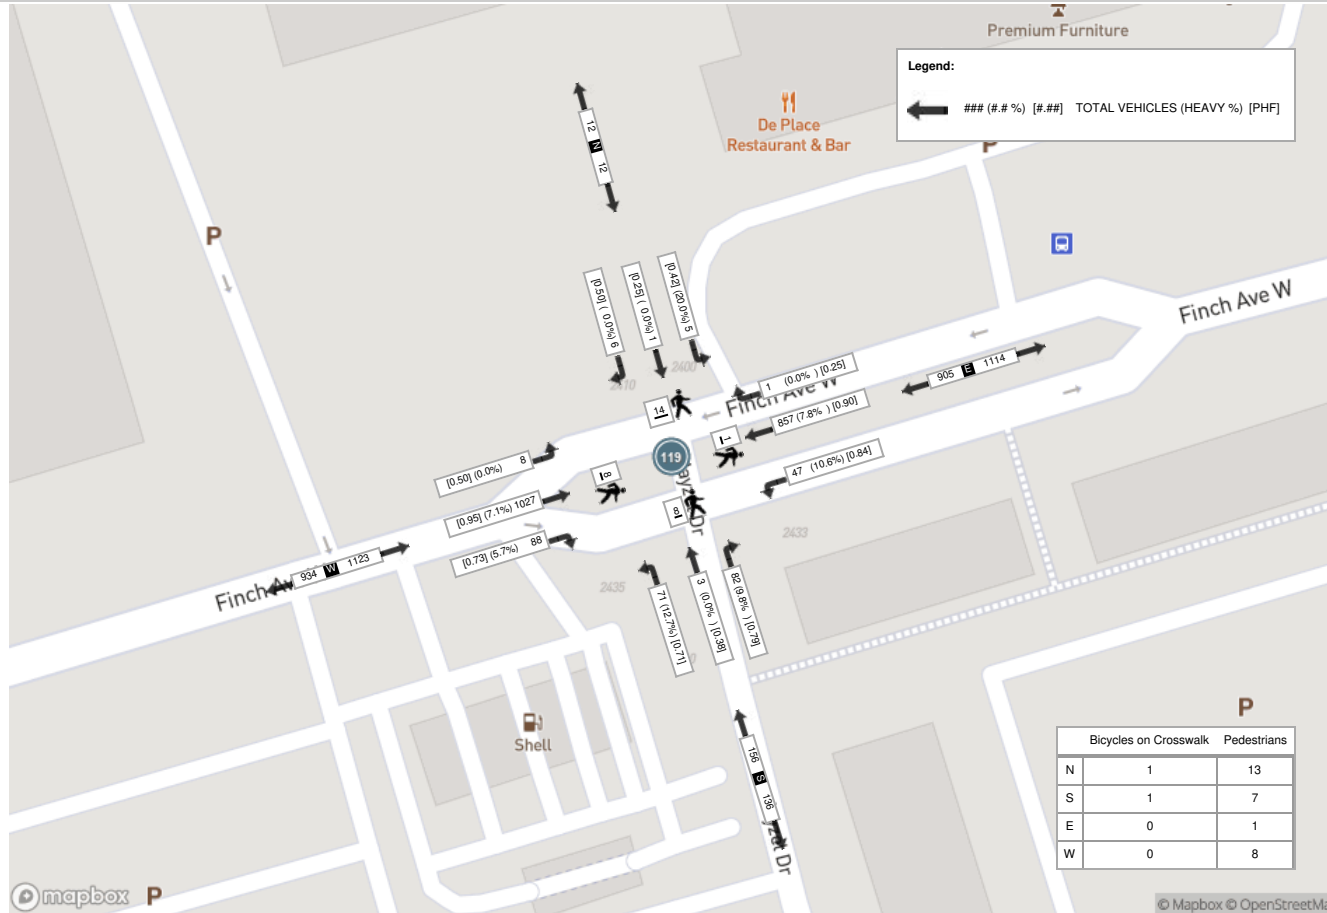 Premium Furniture
Legend:
### (#.# %) [#.##] TOTAL VEHICLES (HEAVY %) [PHF]
De Place
Restaurant & Bar
P
12 N 12
P
[0.50] ( 0.0%) 6
[0.25] ( 0.0%) 1
[0.42] (20.0%) 5
Finch Ave W
2410
2400
1 (0.0% ) [0.25]
905 E 1114
Finch Ave W
14
857 (7.8% ) [0.90]
1
119
[0.50] (0.0%) 8
8
47 (10.6%) [0.84]
[0.95] (7.1%) 1027
8
Dr
2433
[0.73] (5.7%) 88
934 W 1123
Finch
2435
71 (12.7%) [0.71]
3 (0.0% ) [0.38]
82 (9.8% ) [0.79]
Shell
P
156 S 136
Dr
Bicycles on Crosswalk Pedestrians
N 1 13
S 1 7
E 0 1
W 0 8
mapbox
P
© Mapbox © OpenStreetMa